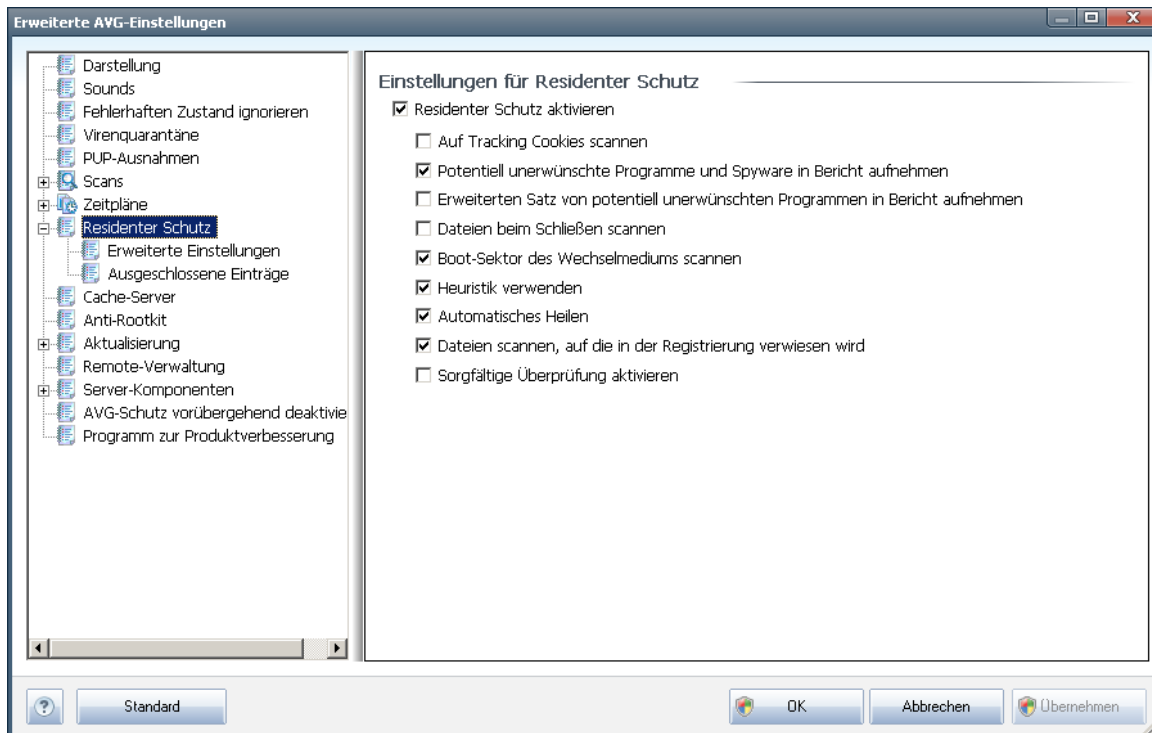 Erweiterte AVG-Einstellungen
Darstellung
Sounds
Fehlerhaften Zustand ignorieren
Virenquarantäne
PUP-Ausnahmen
Scans
Zeitpläne
Residenter Schutz
Erweiterte Einstellungen
Ausgeschlossene Einträge
Cache-Server
Anti-Rootkit
Aktualisierung
Remote-Verwaltung
Server-Komponenten
AVG-Schutz vorübergehend deaktivie
Programm zur Produktverbesserung
Einstellungen für Residenter Schutz
Residenter Schutz aktivieren
Auf Tracking Cookies scannen
Potentiell unerwünschte Programme und Spyware in Bericht aufnehmen
Erweiterten Satz von potentiell unerwünschten Programmen in Bericht aufnehmen
Dateien beim Schließen scannen
Boot-Sektor des Wechselmediums scannen
Heuristik verwenden
Automatisches Heilen
Dateien scannen, auf die in der Registrierung verwiesen wird
Sorgfältige Überprüfung aktivieren
?
Standard
OK
Abbrechen
Übernehmen